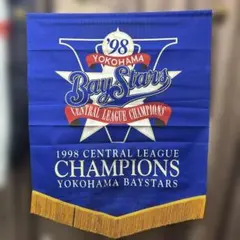 '98
YOKOHAMA
BayStars
CENTRAL LEAGUE CHAMPIONS
1998 CENTRAL LEAGUE
CHAMPIONS
YOKOHAMA BAYSTARS